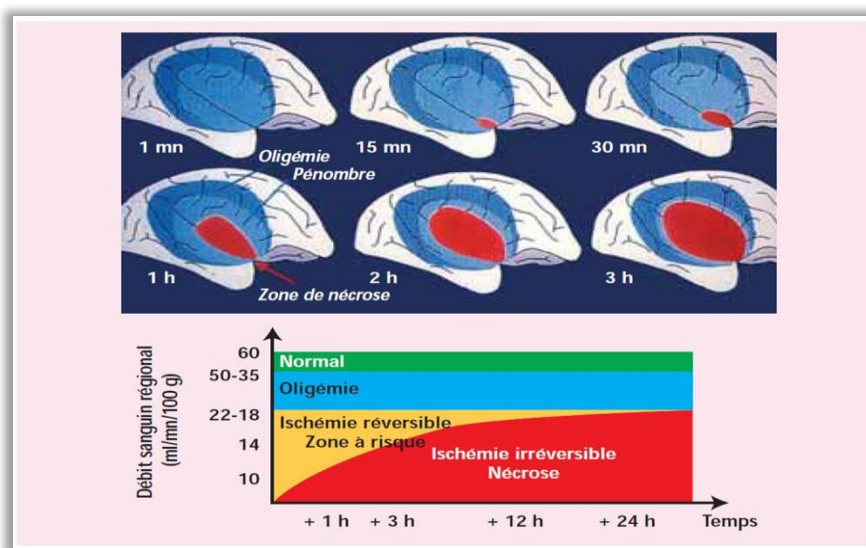 1 mn
15 mn
30 mn
Oligémie
Pénombre
1 h
2 h
3 h
Zone de nécrose
Débit sanguin régional
(ml/mn/100 g)
60
50-35
22-18
14
10
Normal
Oligémie
Ischémie réversible
Zone à risque
Ischémie irréversible
Nécrose
+ 1 h
+ 3 h
+ 12 h
+ 24 h
Temps